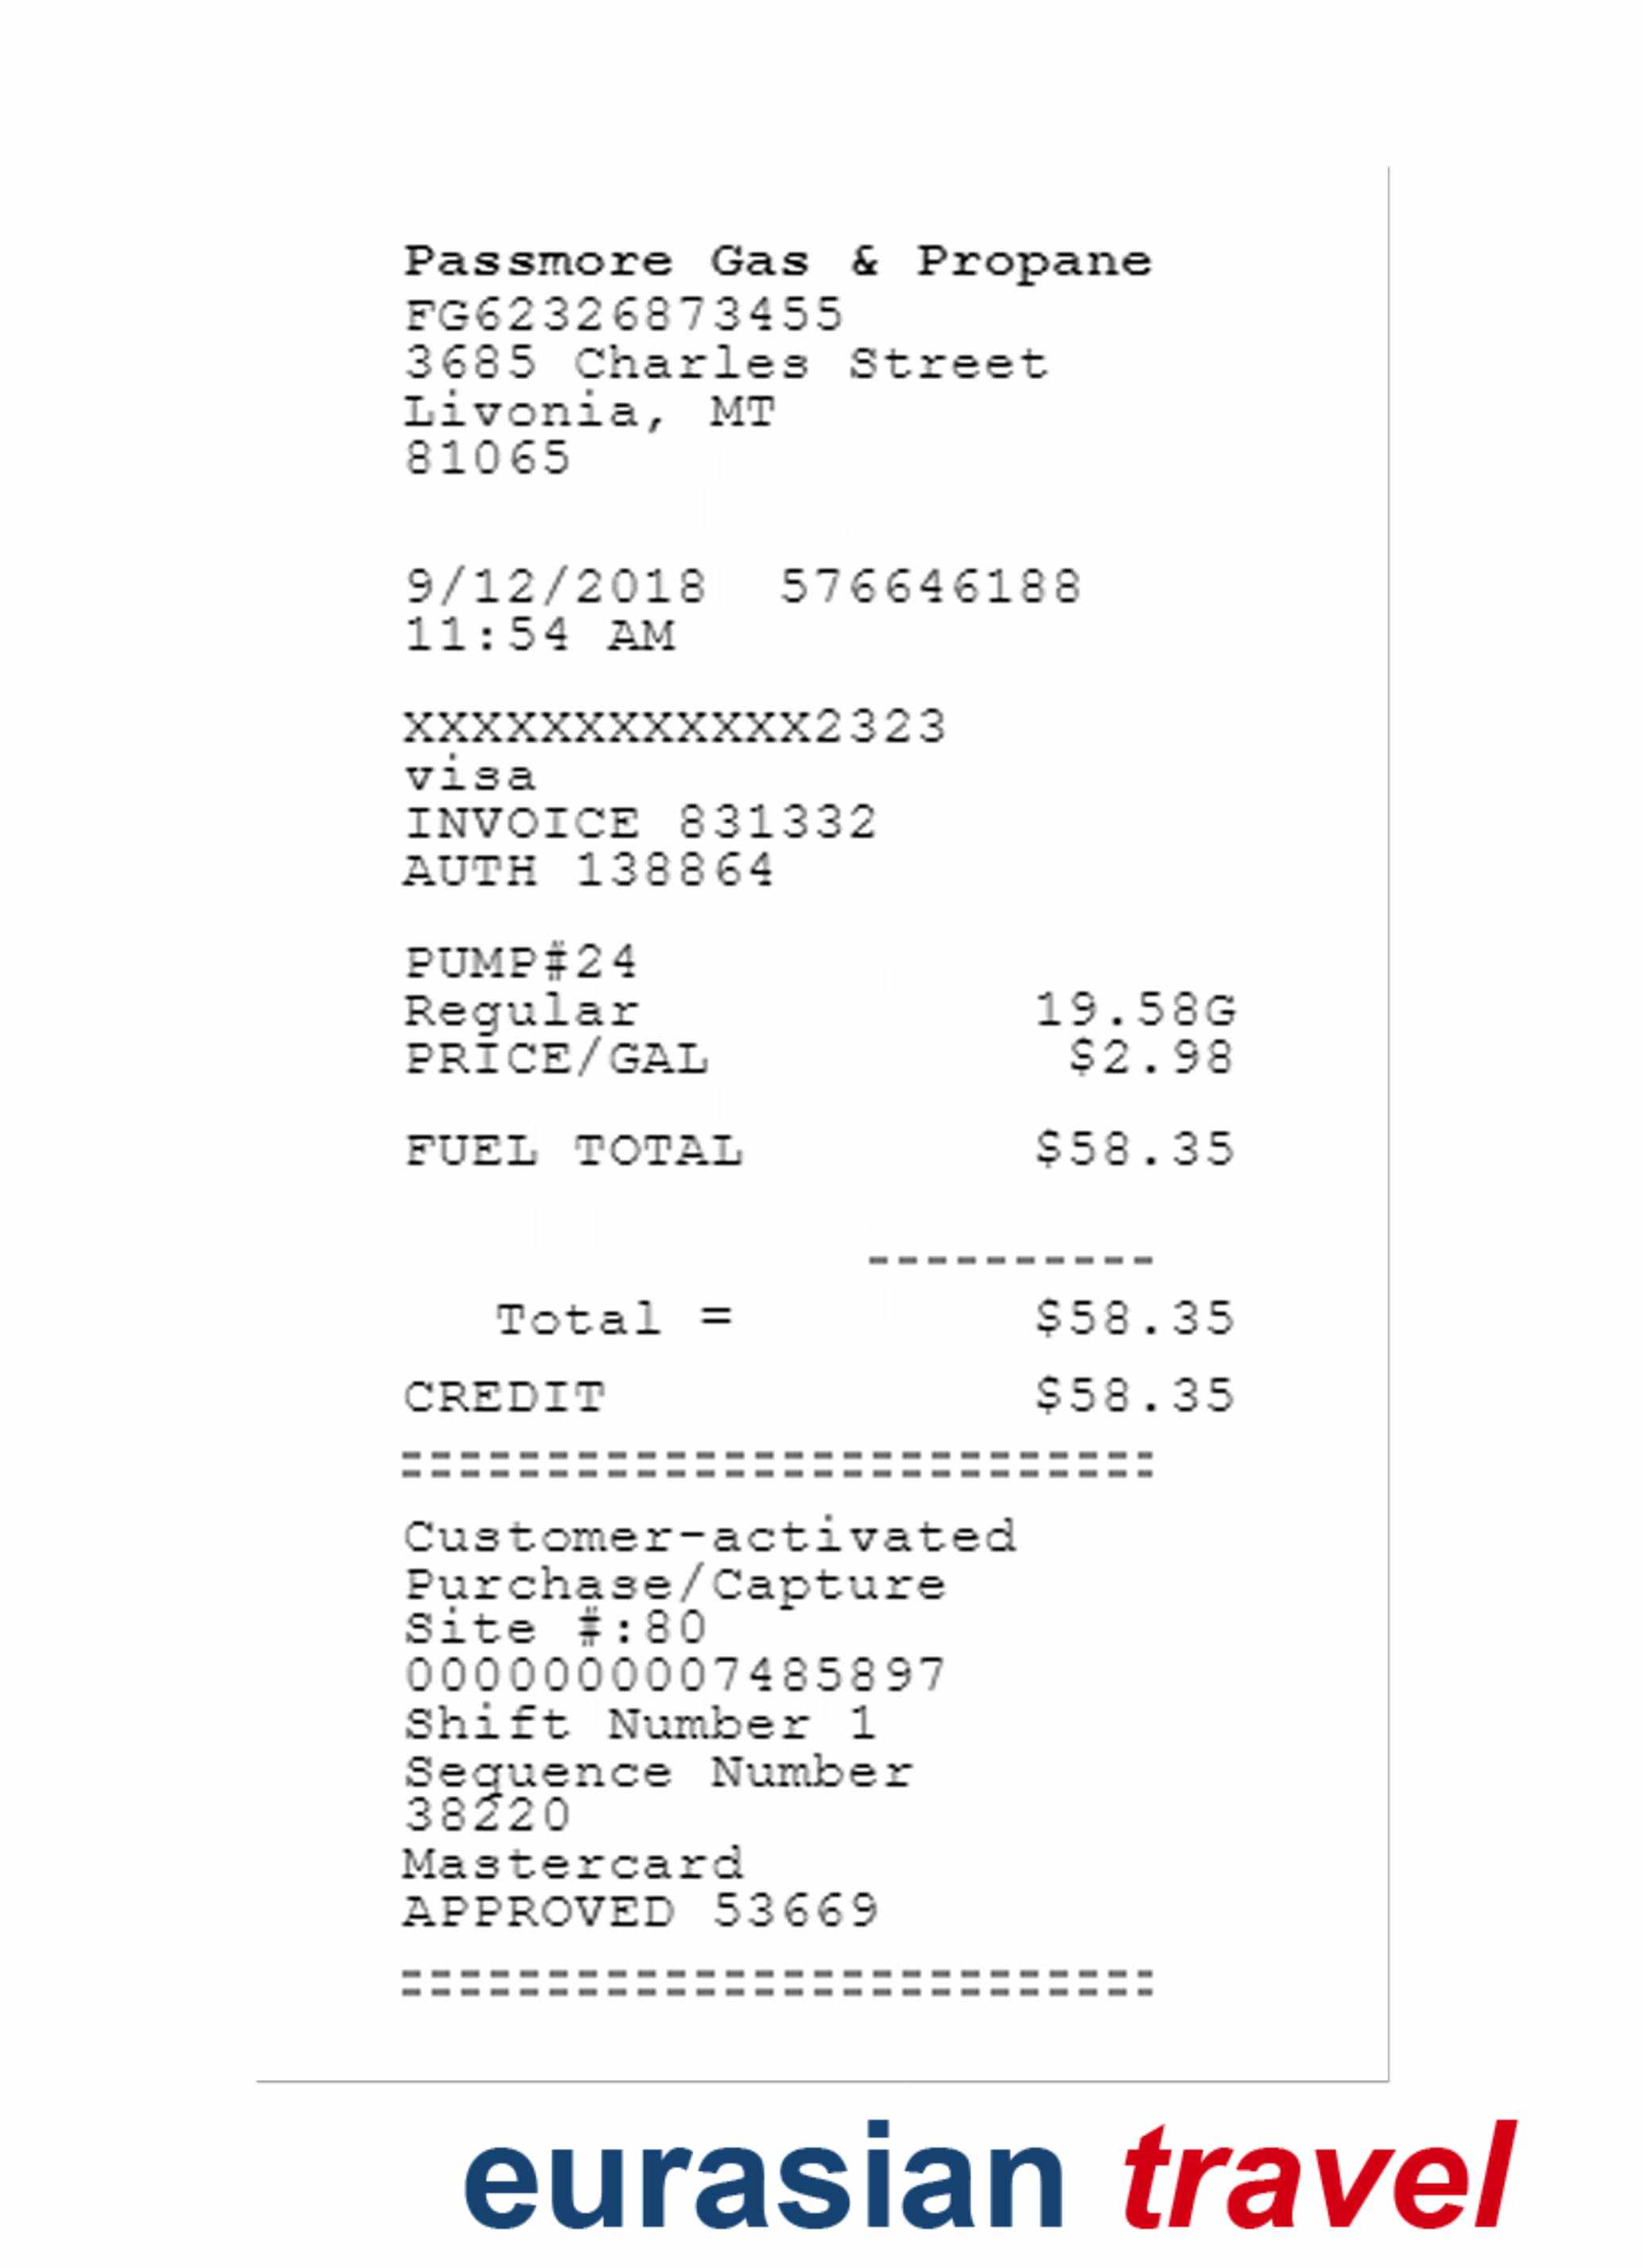 Passmore Gas & Propane
FG62326873455
3685 Charles Street
Livonia, MT
81065
9/12/2018 576646188
11:54 AM
XXXXXXXXXXXX2323
visa
INVOICE 831332
AUTH 138864
PUMP#24
Regular 19.58G
PRICE/GAL $2.98
FUEL TOTAL $58.35
----------
Total = $58.35
CREDIT $58.35
==========================
Customer-activated
Purchase/Capture
Site #:80
0000000007485897
Shift Number 1
Sequence Number
38220
Mastercard
APPROVED 53669
==========================
eurasian travel